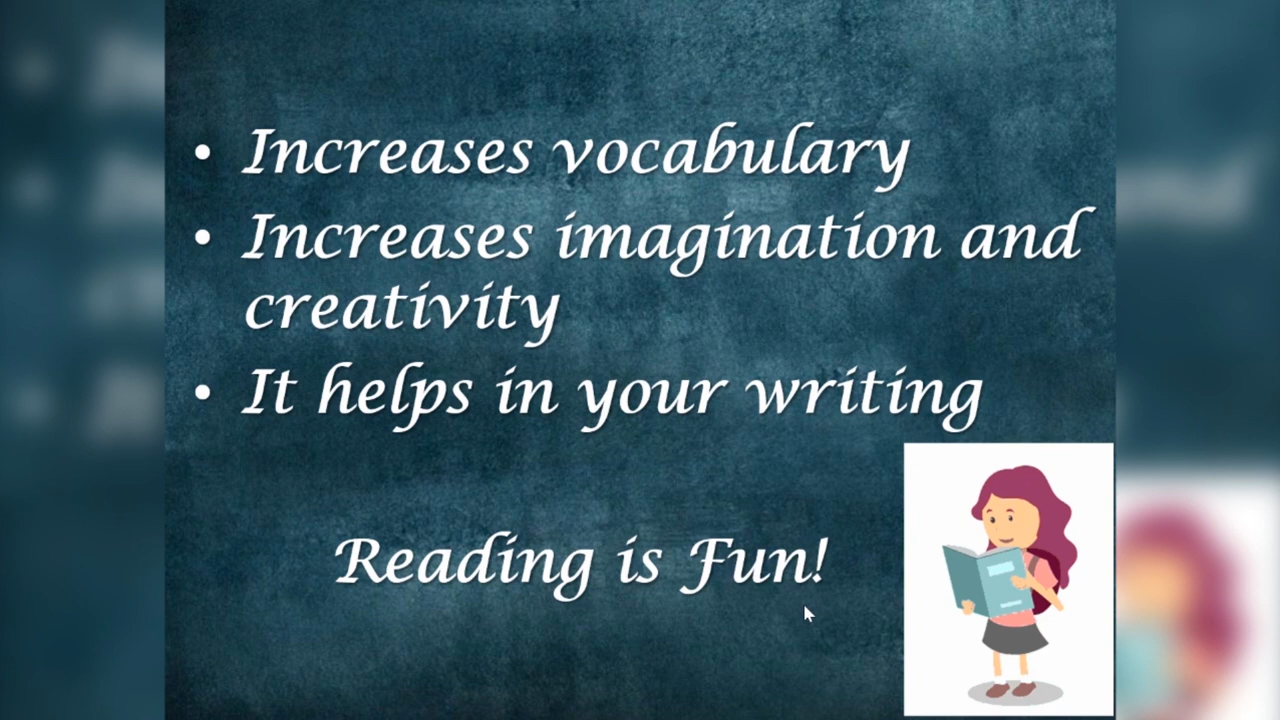 • Increases vocabulary
• Increases imagination and
creativity
• It helps in your writing
Reading is Fun!